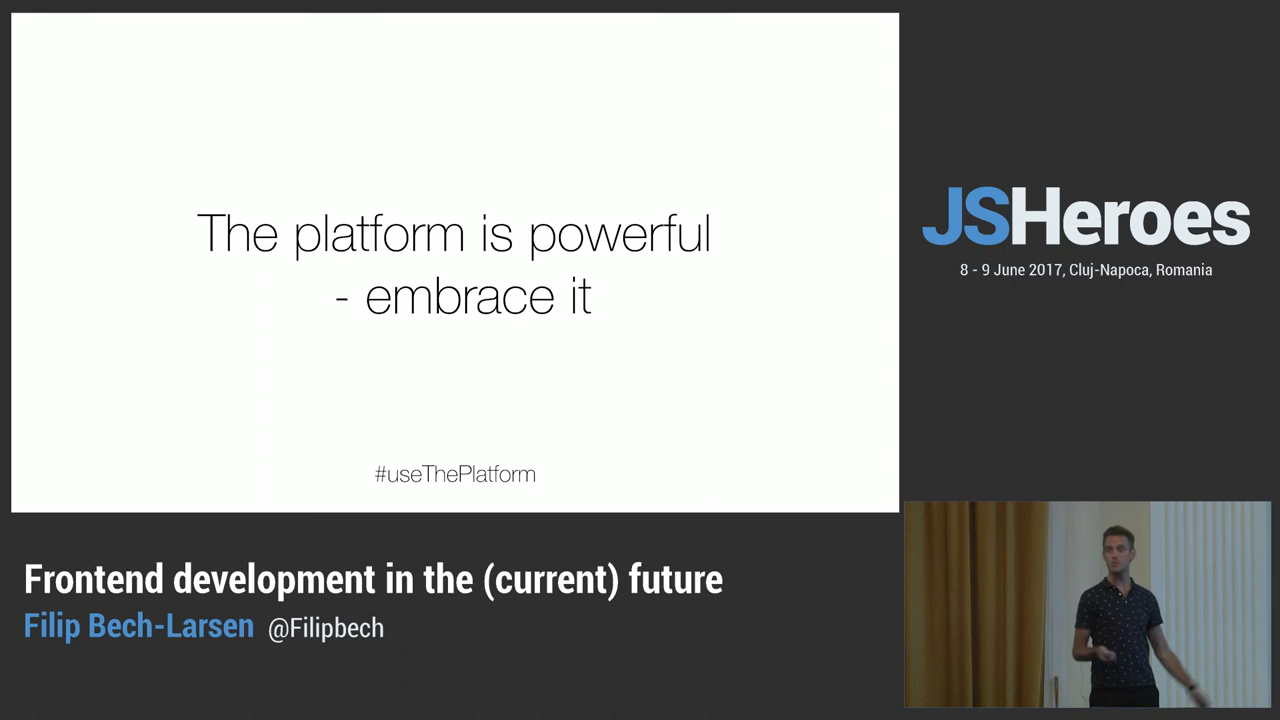 The platform is powerful
- embrace it
#useThePlatform
JSHeroes
8 - 9 June 2017, Cluj-Napoca, Romania
Frontend development in the (current) future
Filip Bech-Larsen @Filipbech